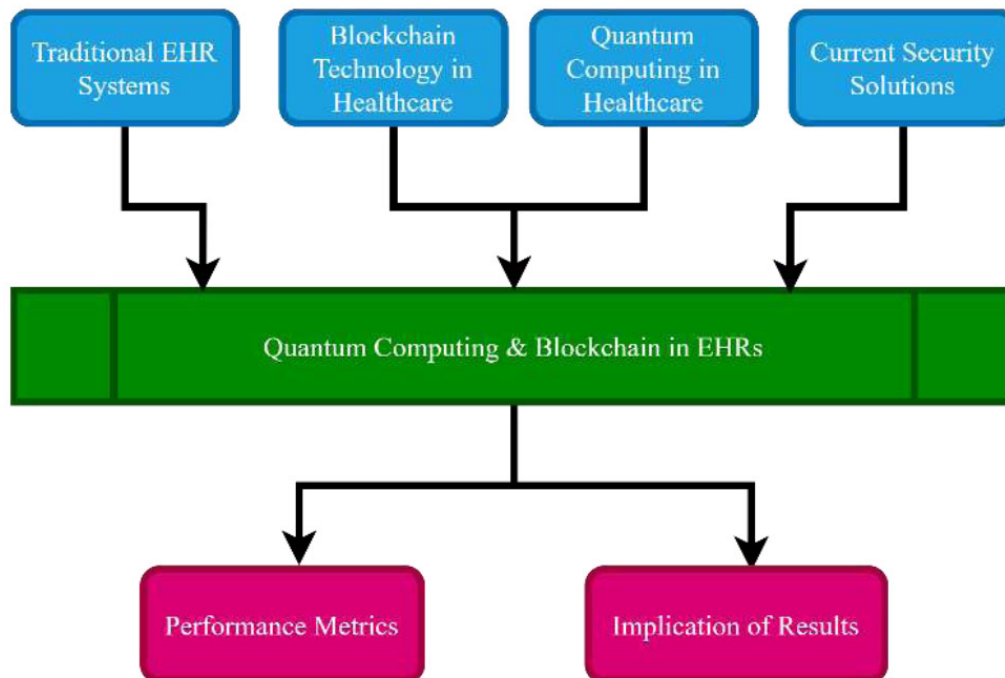 Traditional EHR
Systems
Blockchain
Technology in
Healthcare
Quantum
Computing in
Healthcare
Current Security
Solutions
Quantum Computing & Blockchain in EHRs
Performance Metrics
Implication of Results